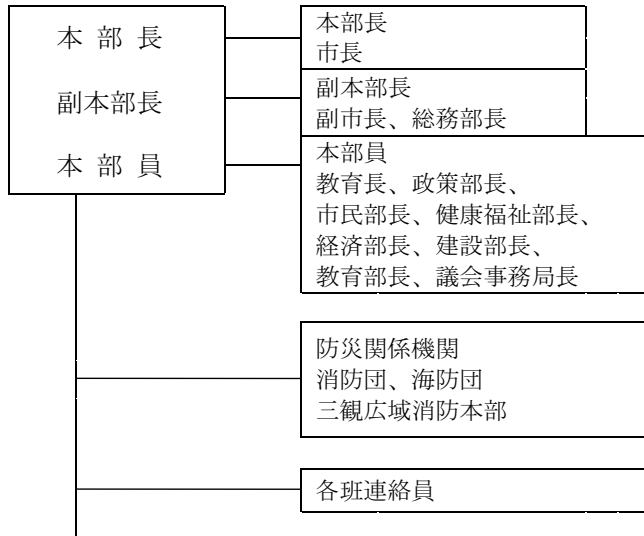 本 部 長
副本部長
本 部 員
本部長
市長
副本部長
副市長、総務部長
本部員
教育長、政策部長、
市民部長、健康福祉部長、
経済部長、建設部長、
教育部長、議会事務局長
防災関係機関
消防団、海防団
三観広域消防本部
各班連絡員